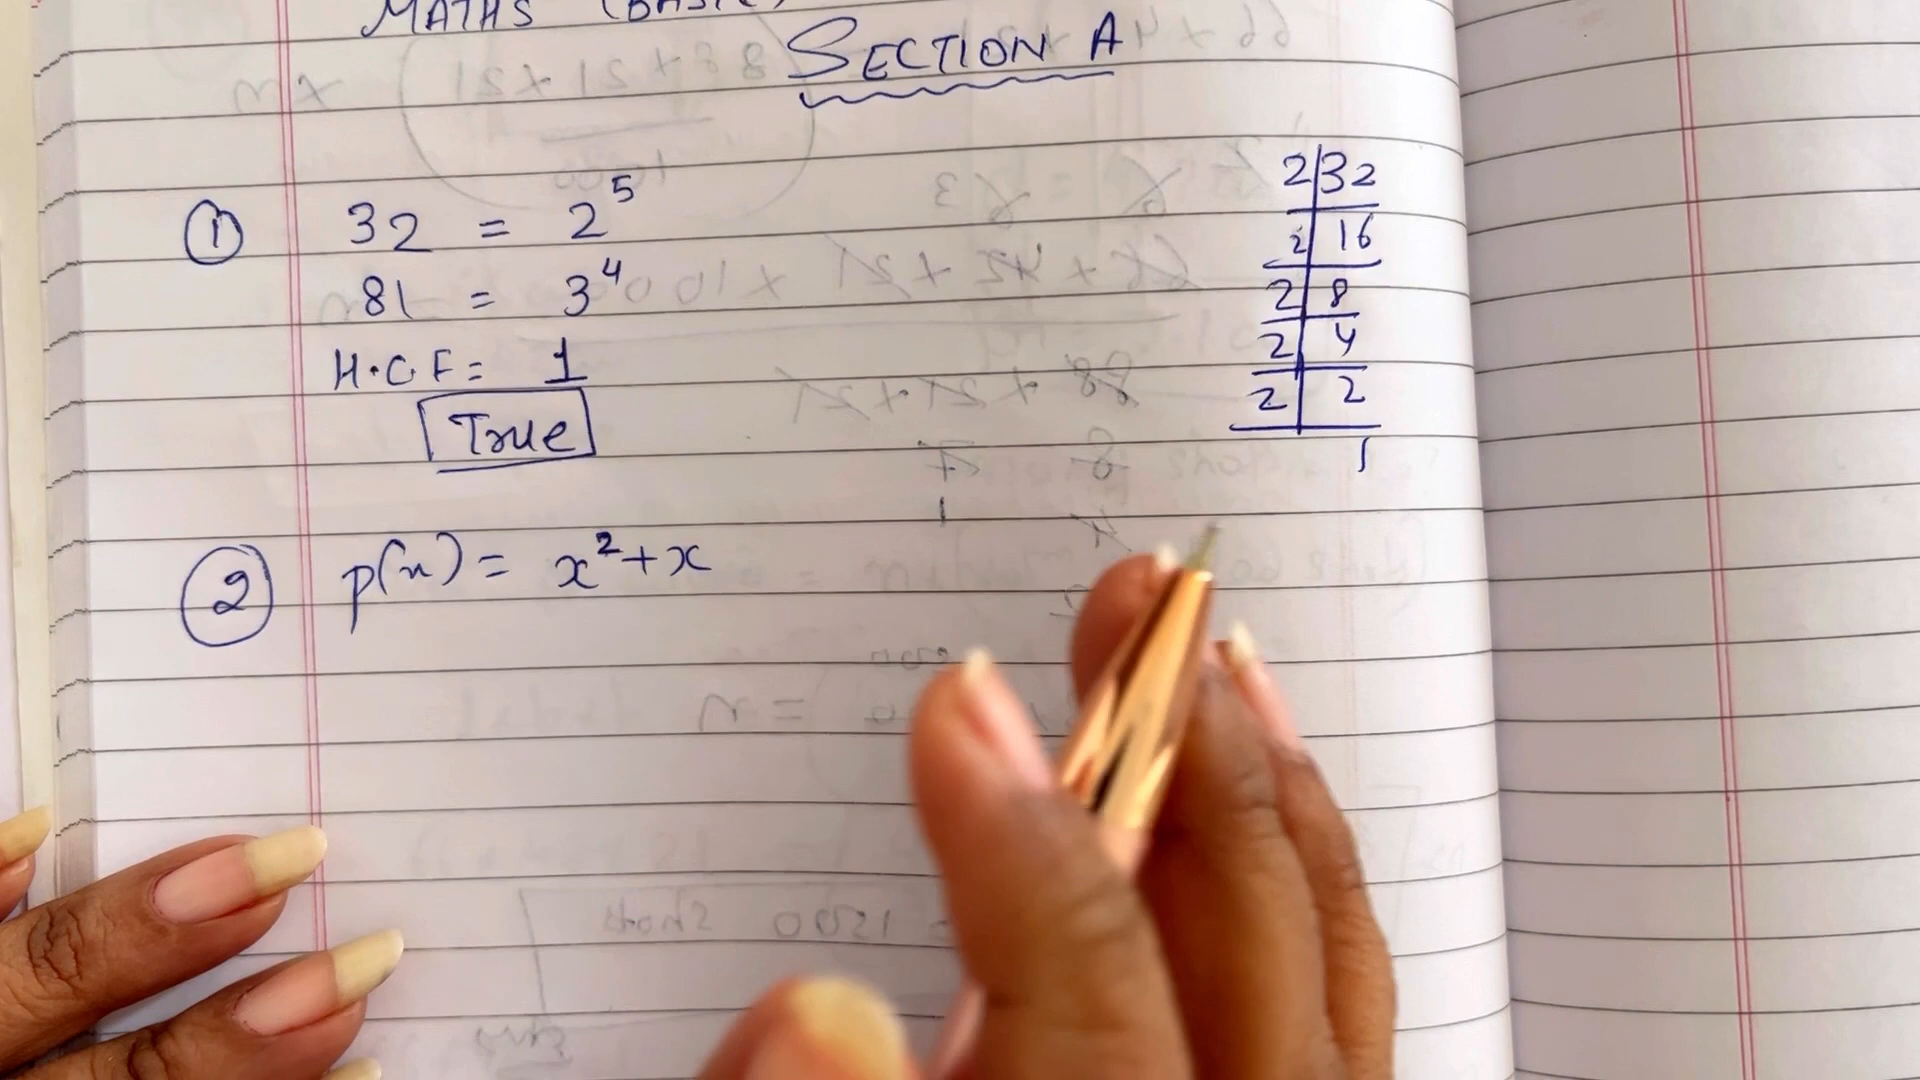 MATHS (BASIC)
SECTION A
① 32 = 2⁵
81 = 3⁴
H.C.F = 1
True
2 | 32
2 | 16
2 | 8
2 | 4
2 | 2
1
② p(x) = x² + x